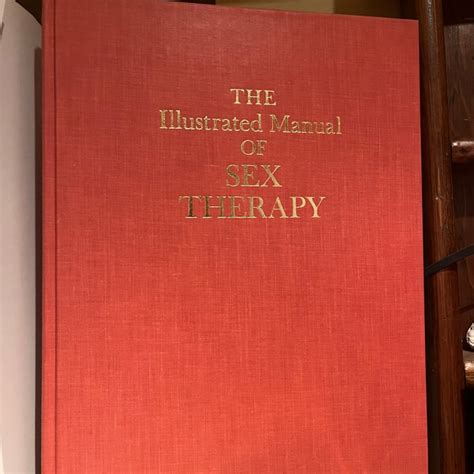 THE
Illustrated Manual
OF
SEX
THERAPY